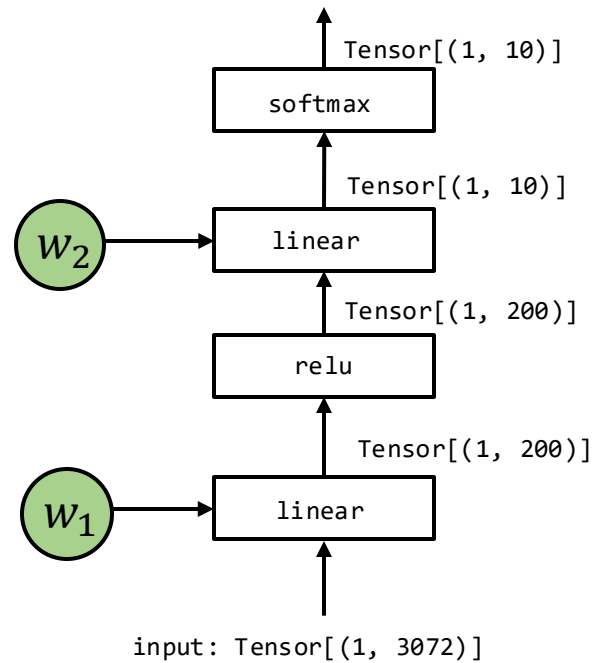 Tensor[(1, 10)]
softmax
Tensor[(1, 10)]
w₂
linear
Tensor[(1, 200)]
relu
Tensor[(1, 200)]
w₁
linear
input: Tensor[(1, 3072)]